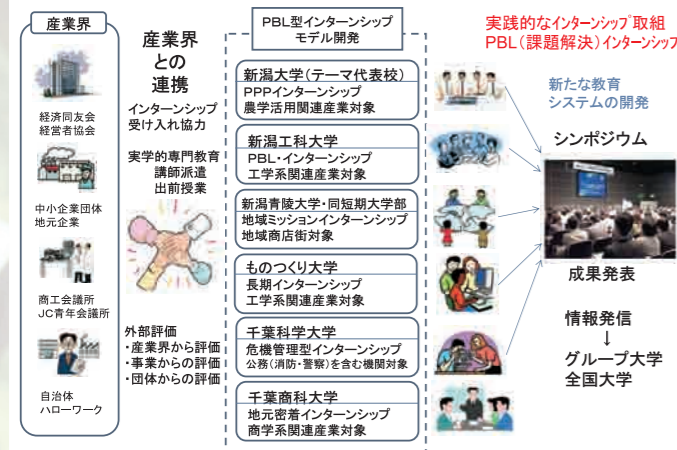 産業界
経済同友会
経営者協会
中小企業団体
地元企業
商工会議所
JC青年会議所
自治体
ハローワーク
産業界
との
連携
インターンシップ
受け入れ協力
実学的専門教育
講師派遣
出前授業
外部評価
・産業界から評価
・事業からの評価
・団体からの評価
PBL型インターンシップ
モデル開発
新潟大学(テーマ代表校)
PPPインターンシップ
農学活用関連産業対象
新潟工科大学
PBL・インターンシップ
工学系関連産業対象
新潟青陵大学・同短期大学部
地域ミッションインターンシップ
地域商店街対象
ものつくり大学
長期インターンシップ
工学系関連産業対象
千葉科学大学
危機管理型インターンシップ
公務(消防・警察)を含む機関対象
千葉商科大学
地元密着インターンシップ
商学系関連産業対象
実践的なインターンシップ取組
PBL(課題解決)インターンシップ
新たな教育
システムの開発
シンポジウム
成果発表
情報発信
↓
グループ大学
全国大学